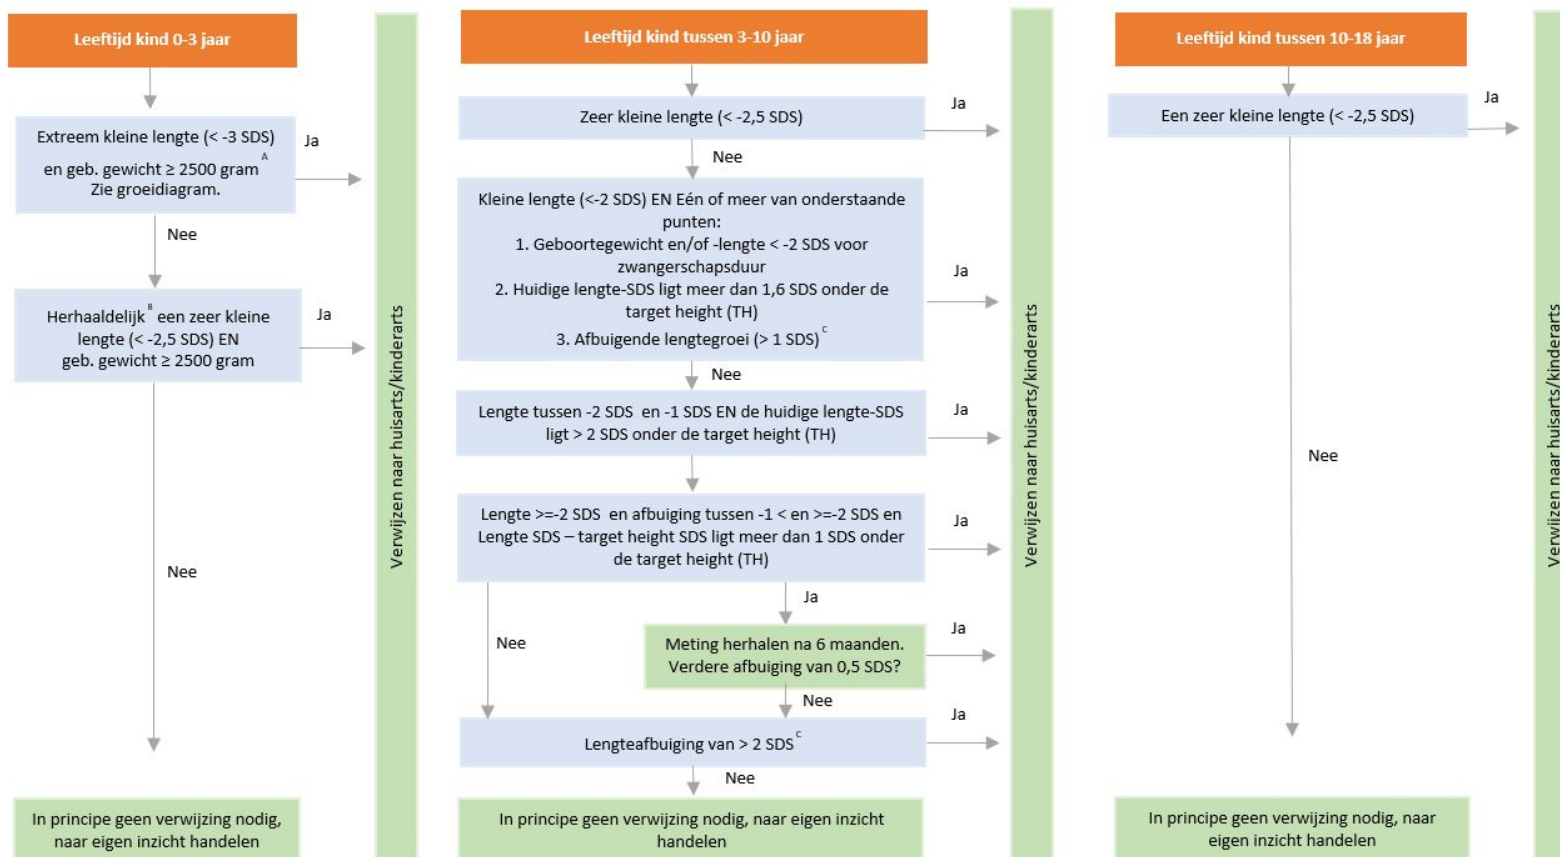 Leeftijd kind 0-3 jaar
Extreem kleine lengte (< -3 SDS)
en geb. gewicht ≥ 2500 gram A
Zie groeidiagram.
Ja
Nee
Herhaaldelijk B een zeer kleine
lengte (< -2,5 SDS) EN
geb. gewicht ≥ 2500 gram
Ja
Nee
In principe geen verwijzing nodig,
naar eigen inzicht handelen
Verwijzen naar huisarts/kinderarts
Leeftijd kind tussen 3-10 jaar
Zeer kleine lengte (< -2,5 SDS)
Ja
Nee
Kleine lengte (<-2 SDS) EN Eén of meer van onderstaande
punten:
1. Geboortegewicht en/of -lengte < -2 SDS voor
zwangerschapsduur
2. Huidige lengte-SDS ligt meer dan 1,6 SDS onder de
target height (TH)
3. Afbuigende lengtegroei (> 1 SDS) C
Ja
Nee
Lengte tussen -2 SDS en -1 SDS EN de huidige lengte-SDS
ligt > 2 SDS onder de target height (TH)
Ja
Lengte >=-2 SDS en afbuiging tussen -1 < en >=-2 SDS en
Lengte SDS – target height SDS ligt meer dan 1 SDS onder
de target height (TH)
Ja
Ja
Nee
Meting herhalen na 6 maanden.
Verdere afbuiging van 0,5 SDS?
Ja
Nee
Lengteafbuiging van > 2 SDS C
Ja
Nee
In principe geen verwijzing nodig, naar eigen inzicht
handelen
Verwijzen naar huisarts/kinderarts
Leeftijd kind tussen 10-18 jaar
Een zeer kleine lengte (< -2,5 SDS)
Ja
Nee
In principe geen verwijzing nodig, naar
eigen inzicht handelen
Verwijzen naar huisarts/kinderarts